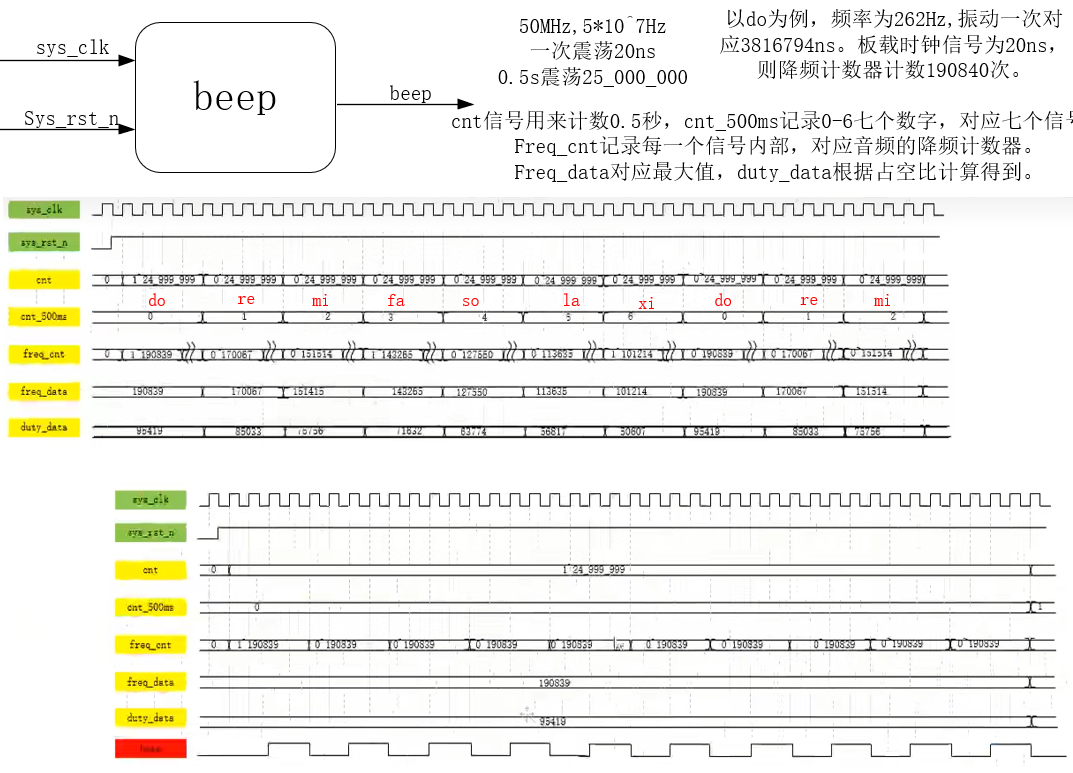 sys_clk
Sys_rst_n
beep
beep
50MHz,5*10^7Hz
一次震荡20ns
0.5s震荡25_000_000
以do为例，频率为262Hz,振动一次对
应3816794ns。板载时钟信号为20ns，
则降频计数器计数190840次。
cnt信号用来计数0.5秒，cnt_500ms记录0-6七个数字，对应七个信号
Freq_cnt记录每一个信号内部，对应音频的降频计数器。
Freq_data对应最大值，duty_data根据占空比计算得到。
sys_clk
sys_rst_n
cnt 0 1~24_999_999 0~24_999_999 0~24_999_999 0~24_999_999 0~24_999_999 0~24_999_999 0~24_999_999 0~24_999_999 0~24_999_999 0~24_999_999
do re mi fa so la xi do re mi
cnt_500ms 0 1 2 3 4 5 6 0 1 2
freq_cnt 0 1~190839 0~170067 0~151514 1~143265 0~127550 0~113635 1~101214 0~190839 0~170067 0~151514
freq_data 190839 170067 151415 143265 127550 113635 101214 190839 170067 151514
duty_data 95419 85033 75756 71632 63774 56817 50607 95419 85033 75756
sys_clk
sys_rst_n
cnt 0 1~24_999_999
cnt_500ms 0 1
freq_cnt 0 1~190839 0~190839 0~190839 0~190839 0~190839 0~190839 0~190839 0~190839 0~190839 0~190839
freq_data 190839
duty_data 95419